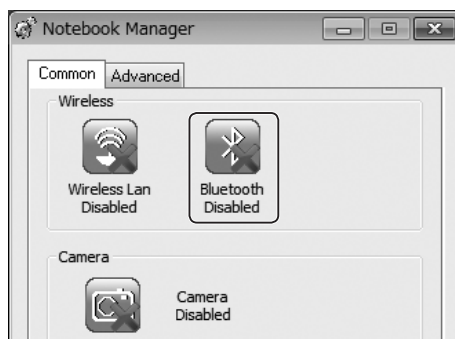 Notebook Manager
Common
Advanced
Wireless
Wireless Lan
Disabled
Bluetooth
Disabled
Camera
Camera
Disabled